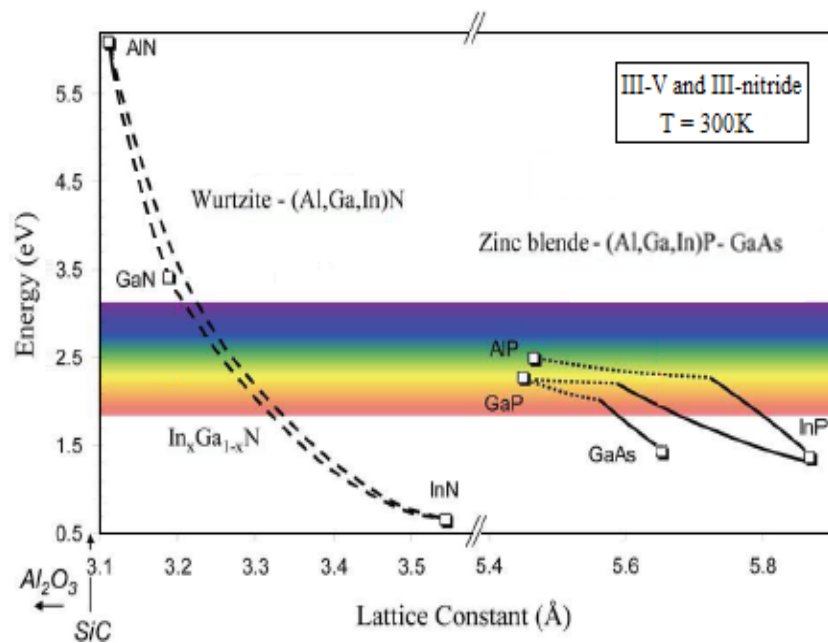 AlN
III-V and III-nitride
T = 300K
5.5
4.5
Wurtzite - (Al,Ga,In)N
Zinc blende - (Al,Ga,In)P- GaAs
3.5
GaN
Energy (eV)
2.5
AlP
GaP
InP
1.5
InₓGa₁₋ₓN
GaAs
InN
0.5
3.1 3.2 3.3 3.4 3.5 5.4 5.6 5.8
Al₂O₃
SiC
Lattice Constant (Å)